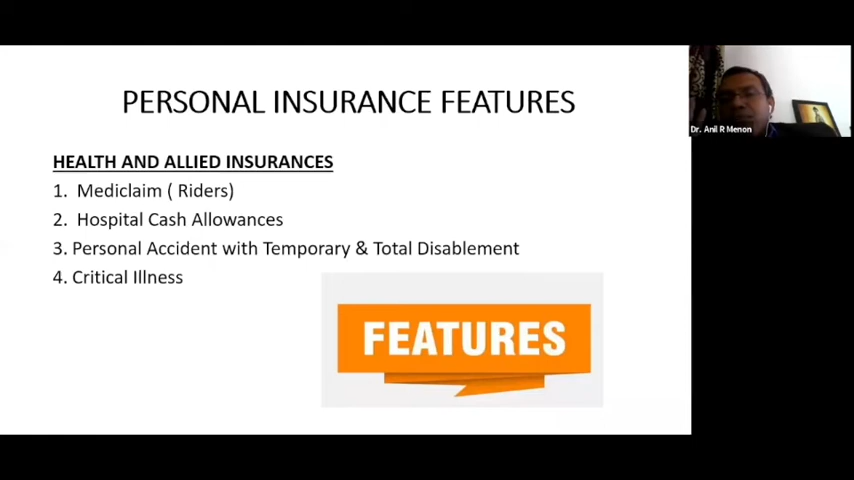 PERSONAL INSURANCE FEATURES
HEALTH AND ALLIED INSURANCES
1. Mediclaim ( Riders)
2. Hospital Cash Allowances
3. Personal Accident with Temporary & Total Disablement
4. Critical Illness
FEATURES
Dr. Anil R Menon